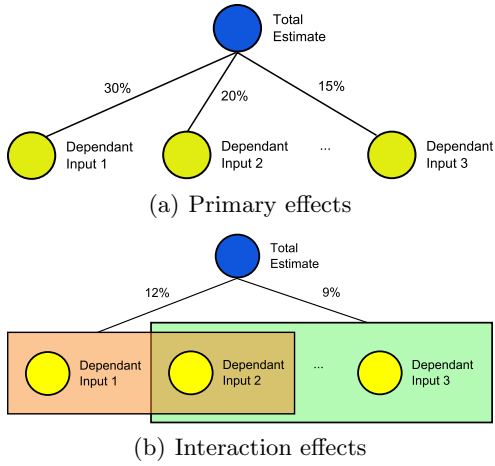 Total
Estimate
30%
20%
15%
Dependant
Input 1
Dependant
Input 2
...
Dependant
Input 3
(a) Primary effects
Total
Estimate
12%
9%
Dependant
Input 1
Dependant
Input 2
...
Dependant
Input 3
(b) Interaction effects